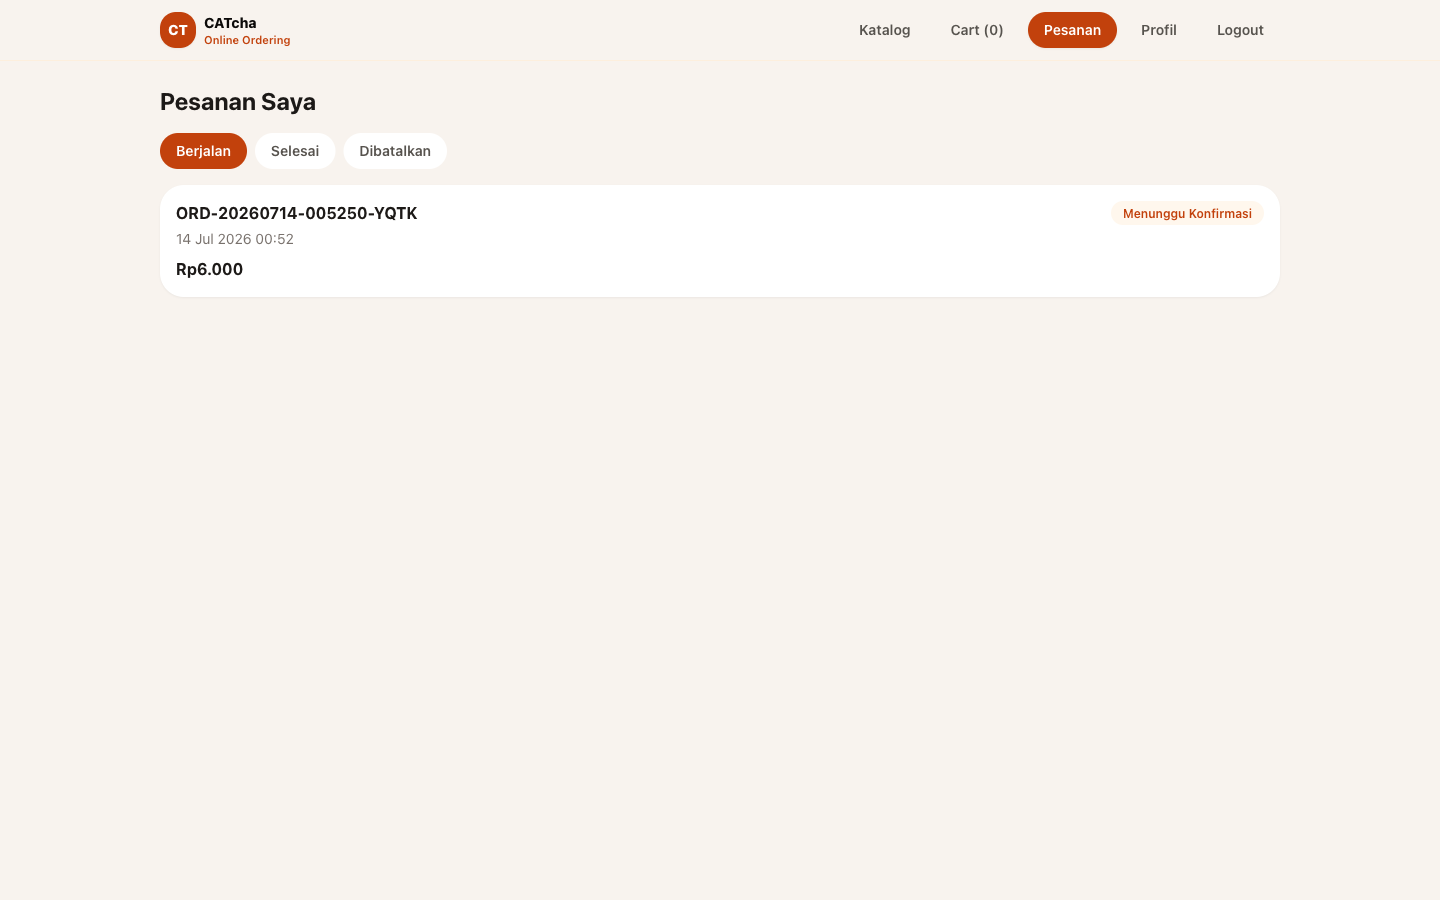 CT
CATcha
Online Ordering
Katalog
Cart (0)
Pesanan
Profil
Logout
Pesanan Saya
Berjalan
Selesai
Dibatalkan
ORD-20260714-005250-YQTK
Menunggu Konfirmasi
14 Jul 2026 00:52
Rp6.000